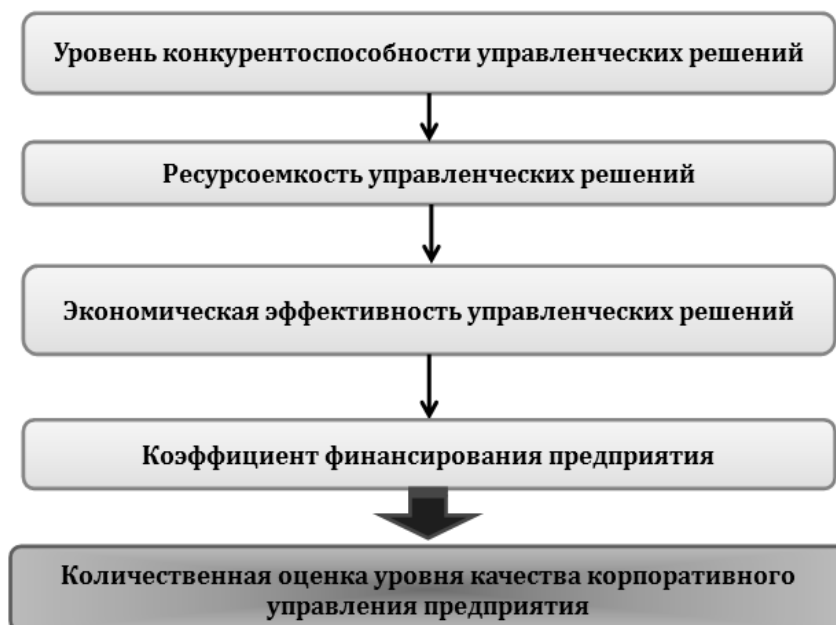 Уровень конкурентоспособности управленческих решений
Ресурсоемкость управленческих решений
Экономическая эффективность управленческих решений
Коэффициент финансирования предприятия
Количественная оценка уровня качества корпоративного
управления предприятия